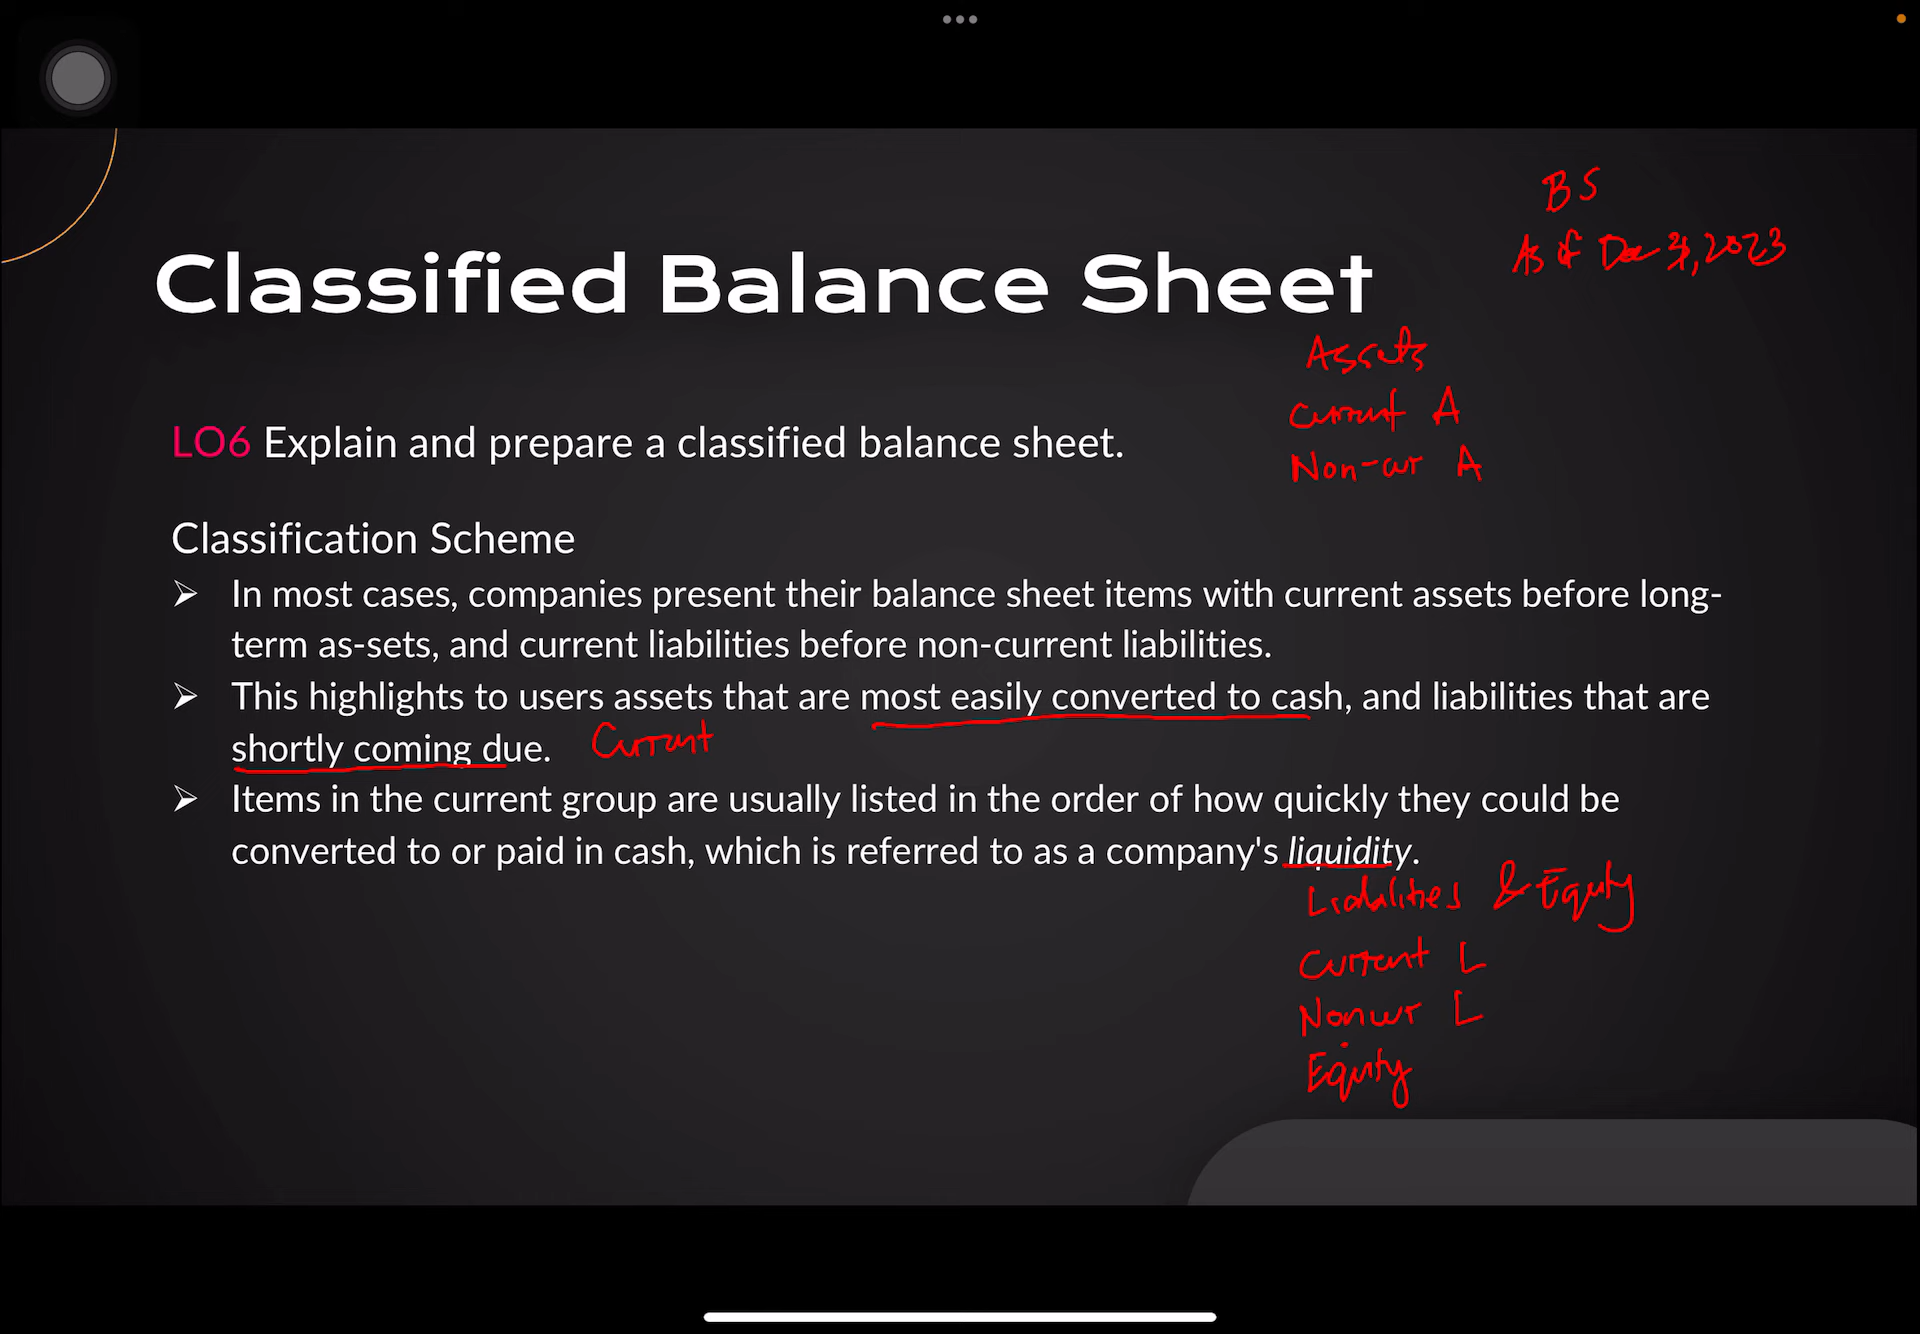 BS
As of Dec 31, 2023
Classified Balance Sheet
Assets
Current A
Non-cur A
LO6 Explain and prepare a classified balance sheet.
Classification Scheme
➢ In most cases, companies present their balance sheet items with current assets before long-
term as-sets, and current liabilities before non-current liabilities.
➢ This highlights to users assets that are most easily converted to cash, and liabilities that are
shortly coming due. Current
➢ Items in the current group are usually listed in the order of how quickly they could be
converted to or paid in cash, which is referred to as a company's liquidity.
Liabilities & Equity
Current L
Noncur L
Equity